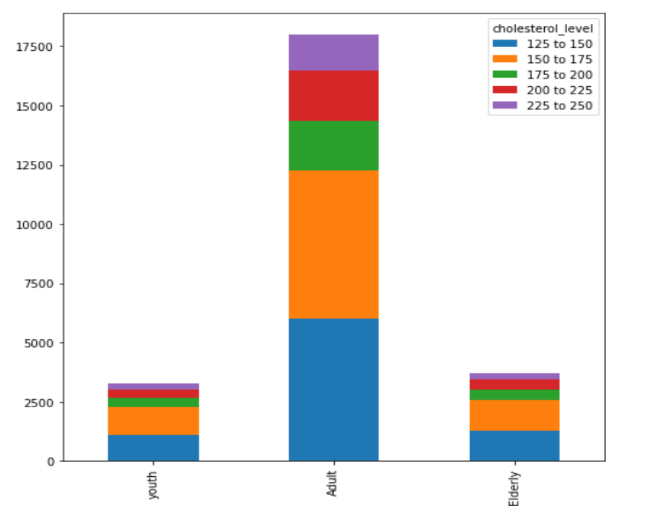 cholesterol_level
125 to 150
150 to 175
175 to 200
200 to 225
225 to 250
17500
15000
12500
10000
7500
5000
2500
0
youth
Adult
Elderly